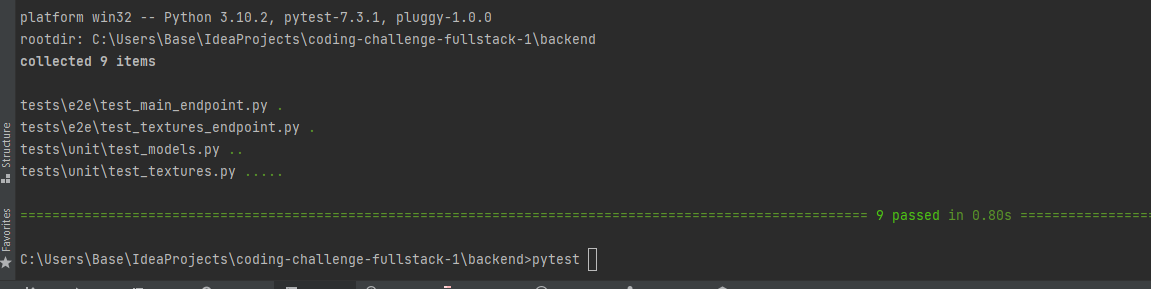 platform win32 -- Python 3.10.2, pytest-7.3.1, pluggy-1.0.0
rootdir: C:\Users\Base\IdeaProjects\coding-challenge-fullstack-1\backend
collected 9 items
tests\e2e\test_main_endpoint.py .
tests\e2e\test_textures_endpoint.py .
tests\unit\test_models.py ..
tests\unit\test_textures.py .....
========================================================================================================== 9 passed in 0.80s =================
C:\Users\Base\IdeaProjects\coding-challenge-fullstack-1\backend>pytest
Structure
Favorites